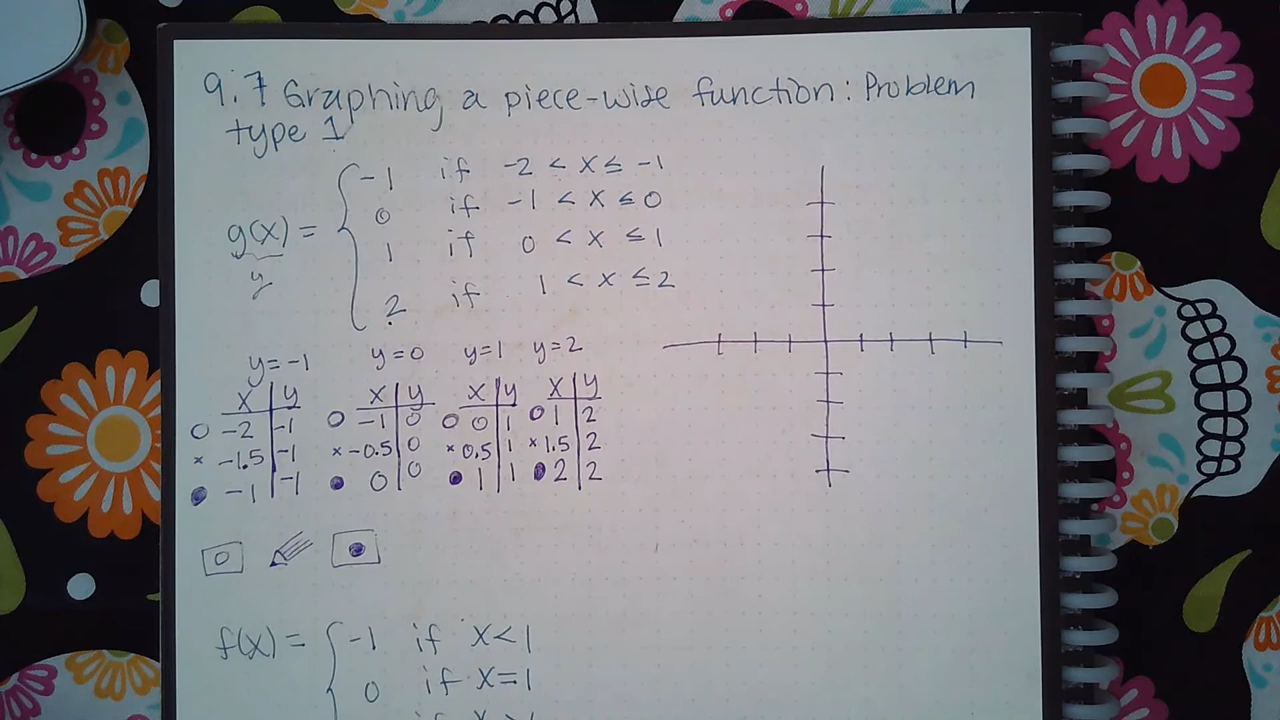 9.7 Graphing a piece-wise function: Problem
type 1
g(x) = { -1 if -2 < x ≤ -1
0 if -1 < x ≤ 0
1 if 0 < x ≤ 1
2 if 1 < x ≤ 2
y
y=-1 y=0 y=1 y=2
x | y x | y x | y x | y
○ -2 | -1 ○ -1 | 0 ○ 0 | 1 ○ 1 | 2
× -1.5 | -1 × -0.5 | 0 × 0.5 | 1 × 1.5 | 2
● -1 | -1 ● 0 | 0 ● 1 | 1 ● 2 | 2
f(x) = { -1 if x < 1
0 if x = 1